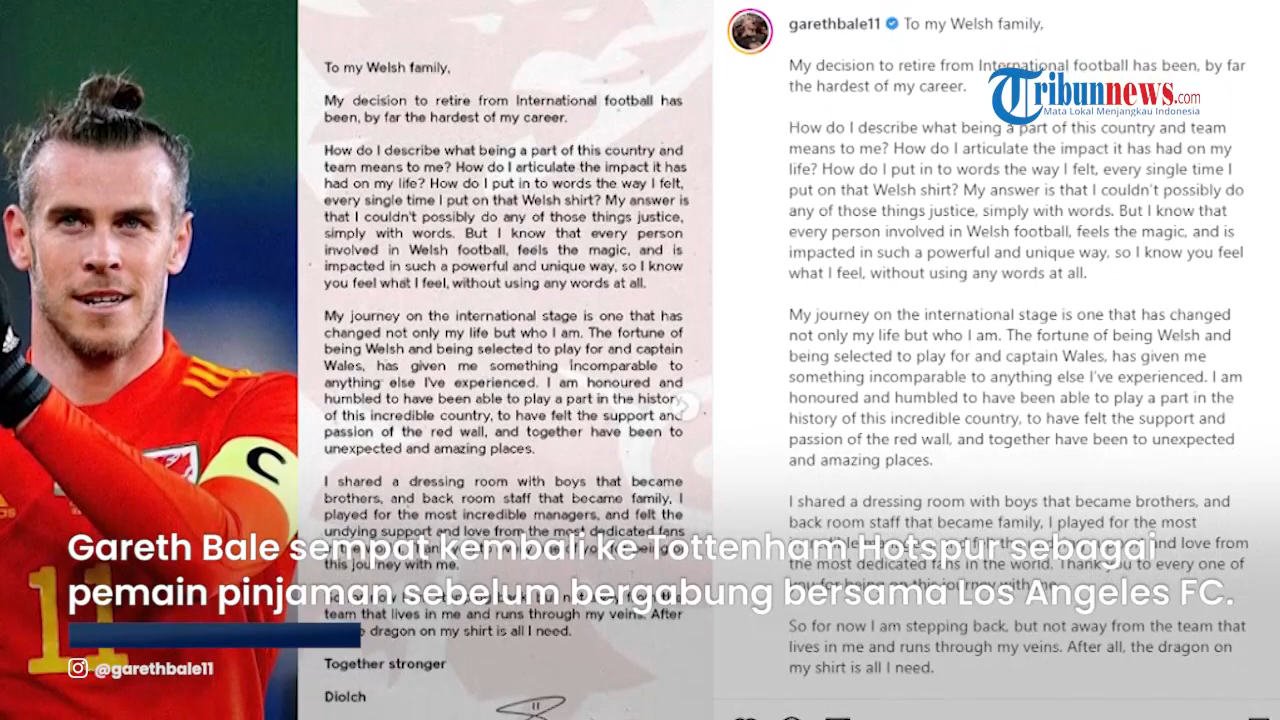 To my Welsh family,
My decision to retire from International football has
been, by far the hardest of my career.
How do I describe what being a part of this country and
team means to me? How do I articulate the impact it has
had on my life? How do I put in to words the way I felt,
every single time I put on that Welsh shirt? My answer is
that I couldn't possibly do any of those things justice,
simply with words. But I know that every person
involved in Welsh football, feels the magic, and is
impacted in such a powerful and unique way, so I know
you feel what I feel, without using any words at all.
My journey on the international stage is one that has
changed not only my life but who I am. The fortune of
being Welsh and being selected to play for and captain
Wales, has given me something incomparable to
anything else I've experienced. I am honoured and
humbled to have been able to play a part in the history
of this incredible country, to have felt the support and
passion of the red wall, and together have been to
unexpected and amazing places.
I shared a dressing room with boys that became
brothers, and back room staff that became family, I
played for the most incredible managers, and felt the
undying support and love from the most dedicated fans
this journey with me.
team that lives in me and runs through my veins. After
dragon on my shirt is all I need.
Together stronger
Diolch
garethbale11 To my Welsh family,
My decision to retire from International football has been, by far
the hardest of my career.
How do I describe what being a part of this country and team
means to me? How do I articulate the impact it has had on my
life? How do I put in to words the way I felt, every single time I
put on that Welsh shirt? My answer is that I couldn't possibly do
any of those things justice, simply with words. But I know that
every person involved in Welsh football, feels the magic, and is
impacted in such a powerful and unique way, so I know you feel
what I feel, without using any words at all.
My journey on the international stage is one that has changed
not only my life but who I am. The fortune of being Welsh and
being selected to play for and captain Wales, has given me
something incomparable to anything else I've experienced. I am
honoured and humbled to have been able to play a part in the
history of this incredible country, to have felt the support and
passion of the red wall, and together have been to unexpected
and amazing places.
I shared a dressing room with boys that became brothers, and
back room staff that became family, I played for the most
love from
the most dedicated fans in the world. Thank you to every one of
So for now I am stepping back, but not away from the team that
lives in me and runs through my veins. After all, the dragon on
my shirt is all I need.
Tribunnews.com
Mata Lokal Menjangkau Indonesia
C
11
Gareth Bale sempat kembali ke Tottenham Hotspur sebagai
pemain pinjaman sebelum bergabung bersama Los Angeles FC.
@garethbale11